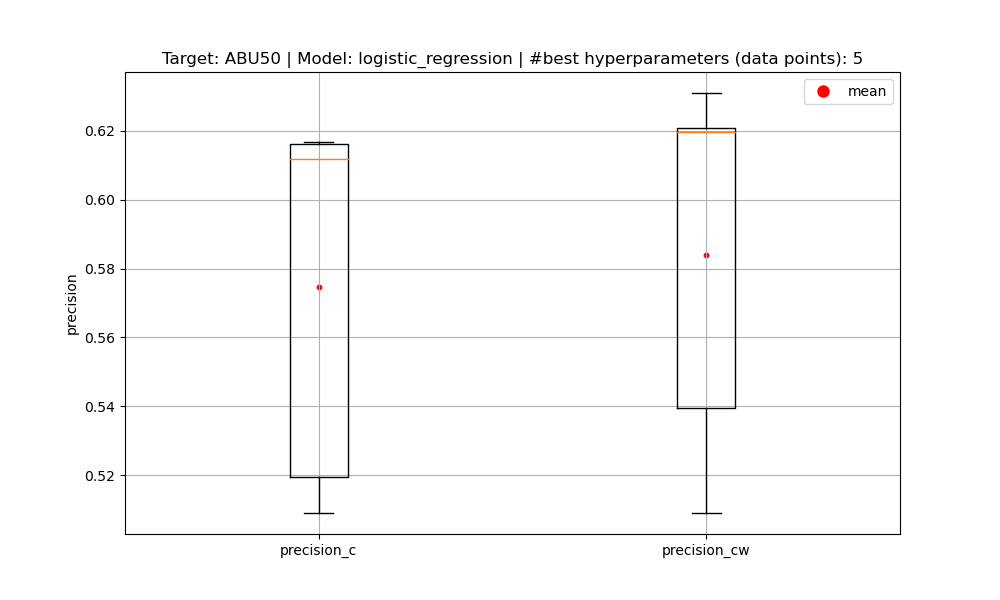 Target: ABU50 | Model: logistic_regression | #best hyperparameters (data points): 5
mean
0.62
0.60
0.58
0.56
0.54
0.52
precision
precision_c
precision_cw